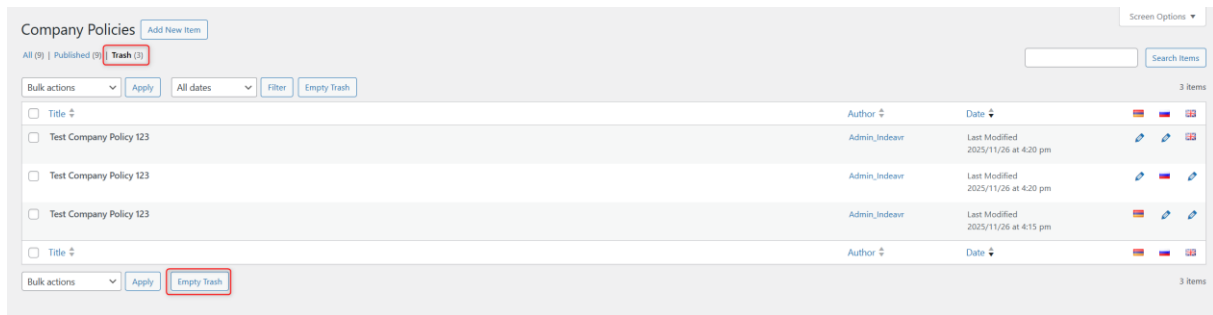 Screen Options ▼
Company Policies Add New Item
All (9) | Published (9) | Trash (3)
Search Items
Bulk actions Apply All dates Filter Empty Trash 3 items
Title Author Date
Test Company Policy 123 Admin_Indeavr Last Modified
2025/11/26 at 4:20 pm
Test Company Policy 123 Admin_Indeavr Last Modified
2025/11/26 at 4:20 pm
Test Company Policy 123 Admin_Indeavr Last Modified
2025/11/26 at 4:15 pm
Title Author Date
Bulk actions Apply Empty Trash 3 items